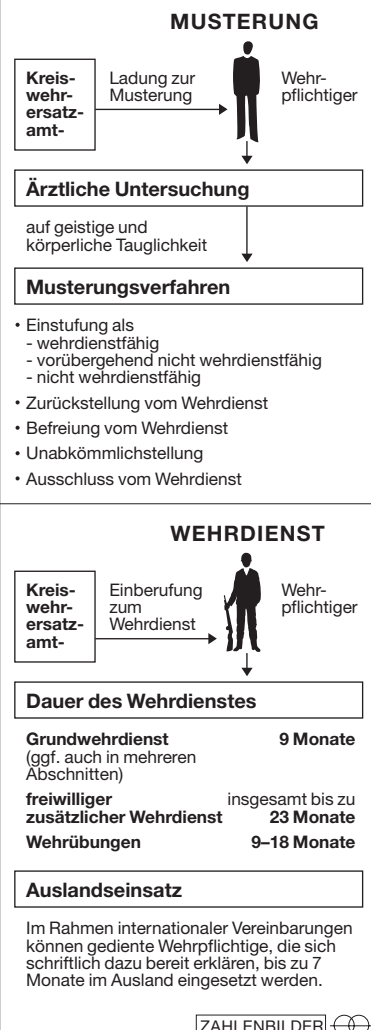 MUSTERUNG
Kreis-
wehr-
ersatz-
amt-
Ladung zur
Musterung
Wehr-
pflichtiger
Ärztliche Untersuchung
auf geistige und
körperliche Tauglichkeit
Musterungsverfahren
• Einstufung als
- wehrdienstfähig
- vorübergehend nicht wehrdienstfähig
- nicht wehrdienstfähig
• Zurückstellung vom Wehrdienst
• Befreiung vom Wehrdienst
• Unabkömmlichstellung
• Ausschluss vom Wehrdienst
WEHRDIENST
Kreis-
wehr-
ersatz-
amt-
Einberufung
zum
Wehrdienst
Wehr-
pflichtiger
Dauer des Wehrdienstes
Grundwehrdienst 9 Monate
(ggf. auch in mehreren
Abschnitten)
freiwilliger insgesamt bis zu
zusätzlicher Wehrdienst 23 Monate
Wehrübungen 9–18 Monate
Auslandseinsatz
Im Rahmen internationaler Vereinbarungen
können gediente Wehrpflichtige, die sich
schriftlich dazu bereit erklären, bis zu 7
Monate im Ausland eingesetzt werden.
ZAHLENBILDER